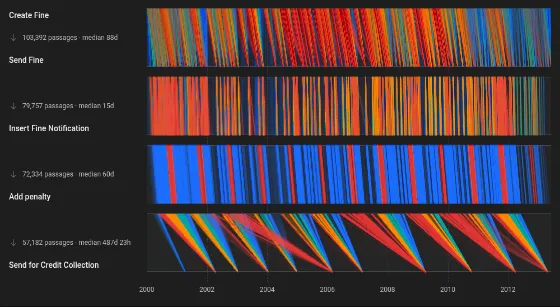 Create Fine
↓ 103,392 passages · median 88d
Send Fine
↓ 79,757 passages · median 15d
Insert Fine Notification
↓ 72,334 passages · median 60d
Add penalty
↓ 57,182 passages · median 487d 23h
Send for Credit Collection
2000 2002 2004 2006 2008 2010 2012